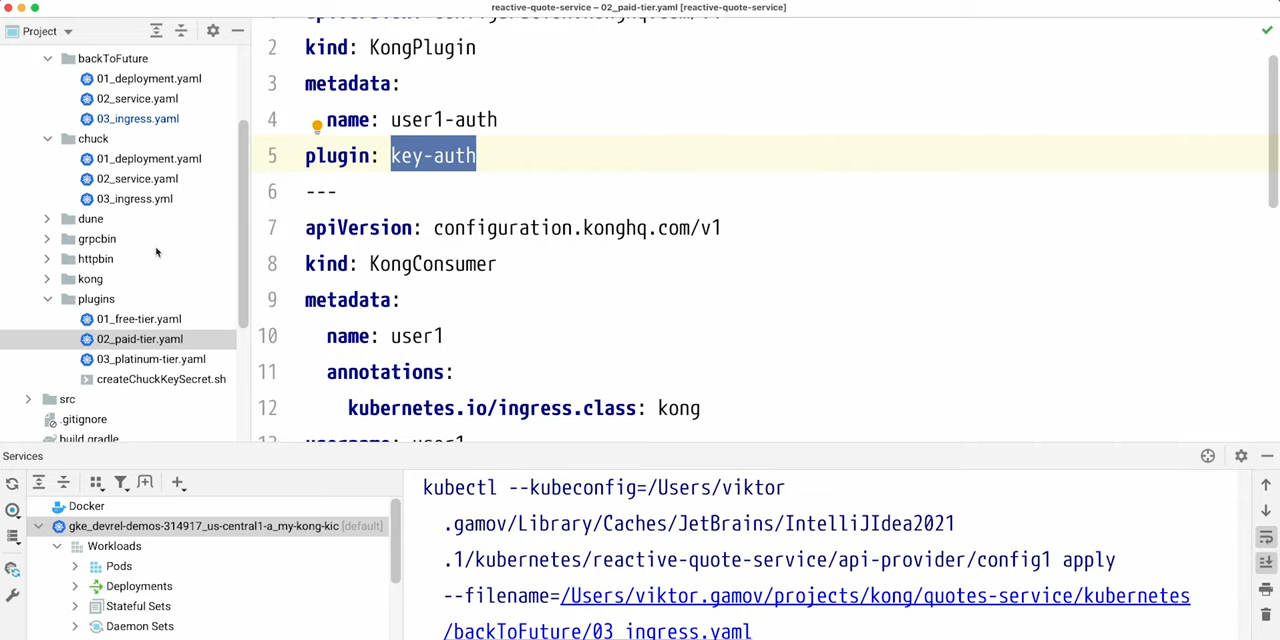 reactive-quote-service – 02_paid-tier.yaml [reactive-quote-service]
Project
backToFuture
01_deployment.yaml
02_service.yaml
03_ingress.yaml
chuck
01_deployment.yaml
02_service.yaml
03_ingress.yml
dune
grpcbin
httpbin
kong
plugins
01_free-tier.yaml
02_paid-tier.yaml
03_platinum-tier.yaml
createChuckKeySecret.sh
src
.gitignore
build.gradle
2 kind: KongPlugin
3 metadata:
4 name: user1-auth
5 plugin: key-auth
6 ---
7 apiVersion: configuration.konghq.com/v1
8 kind: KongConsumer
9 metadata:
10 name: user1
11 annotations:
12 kubernetes.io/ingress.class: kong
13 username: user1
Services
Docker
gke_devrel-demos-314917_us-central1-a_my-kong-kic [default]
Workloads
Pods
Deployments
Stateful Sets
Daemon Sets
kubectl --kubeconfig=/Users/viktor
.gamov/Library/Caches/JetBrains/IntelliJIdea2021
.1/kubernetes/reactive-quote-service/api-provider/config1 apply
--filename=/Users/viktor.gamov/projects/kong/quotes-service/kubernetes
/backToFuture/03_ingress.yaml